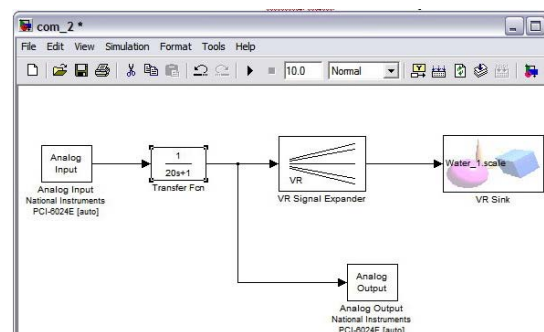 com_2 *
File Edit View Simulation Format Tools Help
10.0 Normal
Analog
Input
Analog Input
National Instruments
PCI-6024E [auto]
1
20s+1
Transfer Fcn
VR
VR Signal Expander
Water_1.scale
VR Sink
Analog
Output
Analog Output
National Instruments
PCI-6024E [auto]